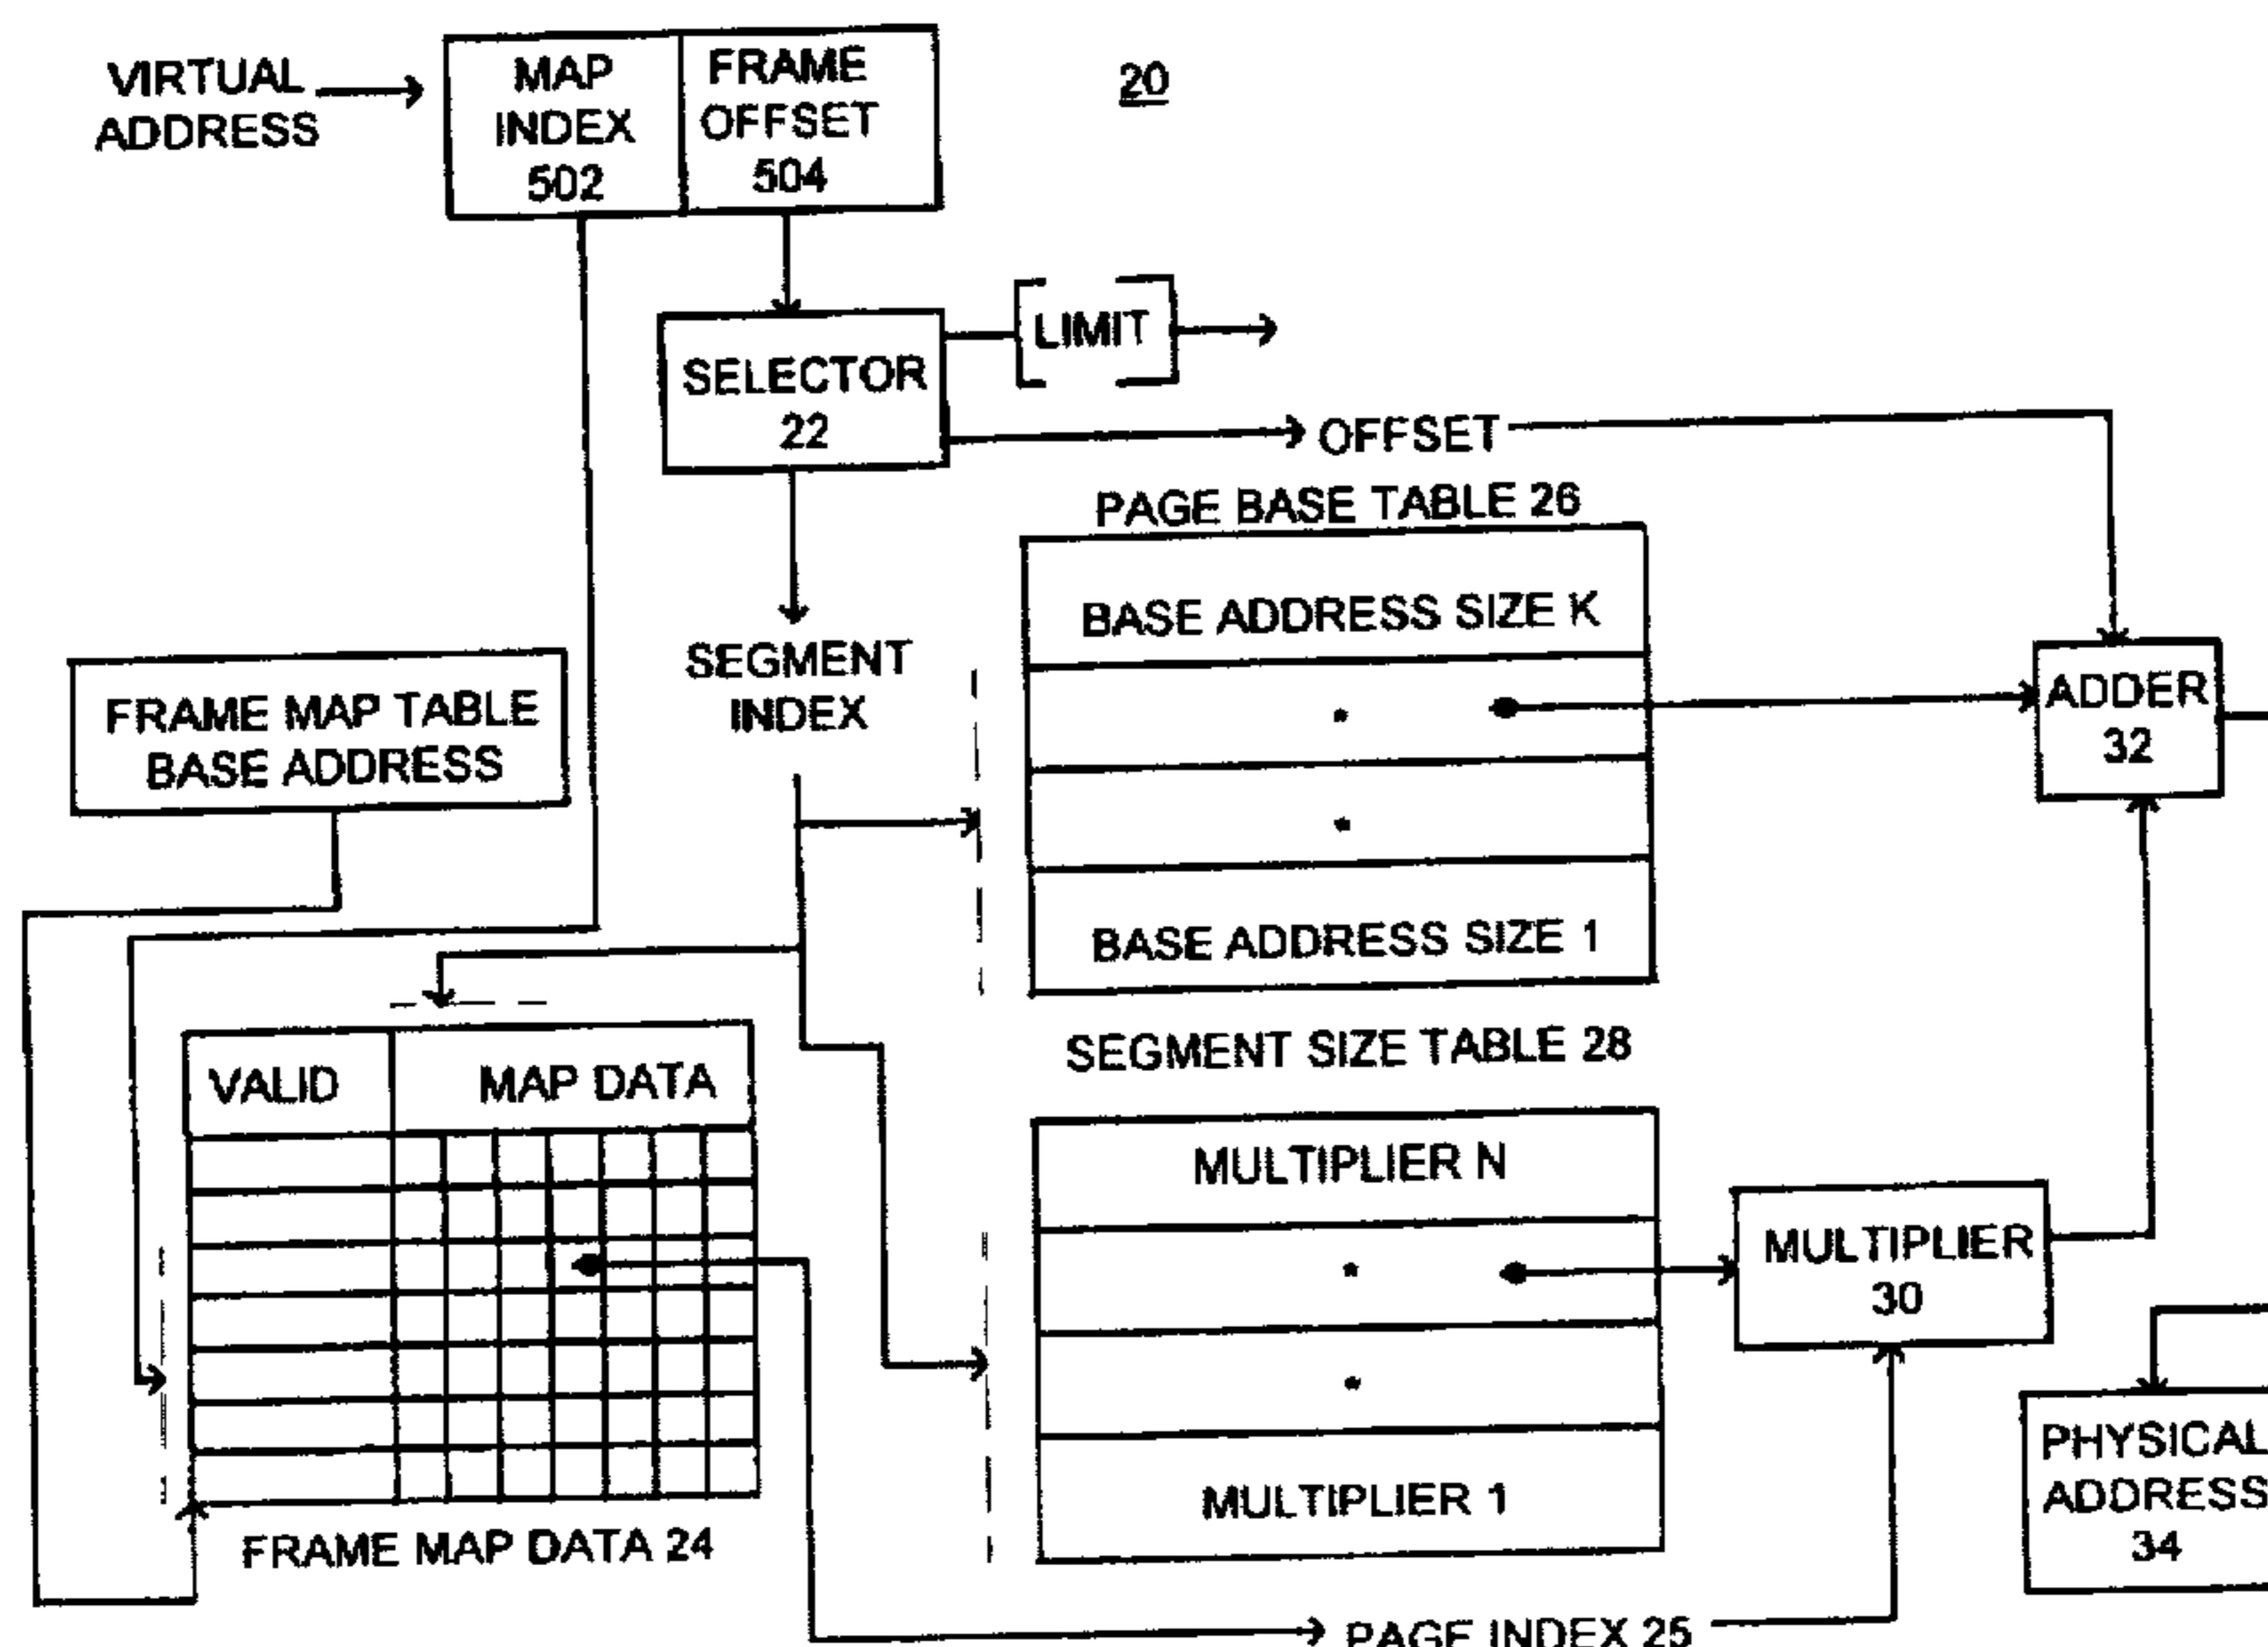 VIRTUAL
ADDRESS
MAP
INDEX
502
FRAME
OFFSET
504
20
SELECTOR
22
LIMIT
OFFSET
PAGE BASE TABLE 26
BASE ADDRESS SIZE K
BASE ADDRESS SIZE 1
SEGMENT
INDEX
FRAME MAP TABLE
BASE ADDRESS
ADDER
32
VALID
MAP DATA
FRAME MAP DATA 24
SEGMENT SIZE TABLE 28
MULTIPLIER N
MULTIPLIER 1
MULTIPLIER
30
PHYSICAL
ADDRESS
34
PAGE INDEX 25